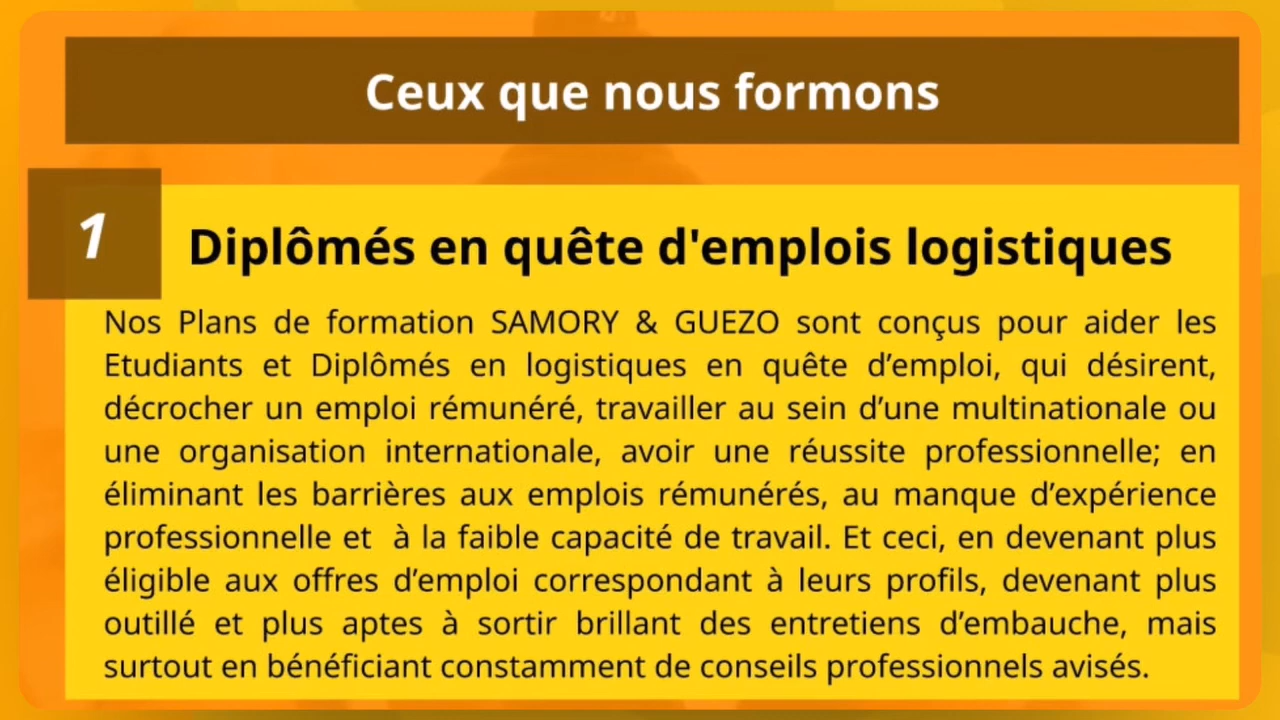 Ceux que nous formons
1
Diplômés en quête d'emplois logistiques
Nos Plans de formation SAMORY & GUEZO sont conçus pour aider les
Etudiants et Diplômés en logistiques en quête d’emploi, qui désirent,
décrocher un emploi rémunéré, travailler au sein d’une multinationale ou
une organisation internationale, avoir une réussite professionnelle; en
éliminant les barrières aux emplois rémunérés, au manque d’expérience
professionnelle et à la faible capacité de travail. Et ceci, en devenant plus
éligible aux offres d’emploi correspondant à leurs profils, devenant plus
outillé et plus aptes à sortir brillant des entretiens d’embauche, mais
surtout en bénéficiant constamment de conseils professionnels avisés.